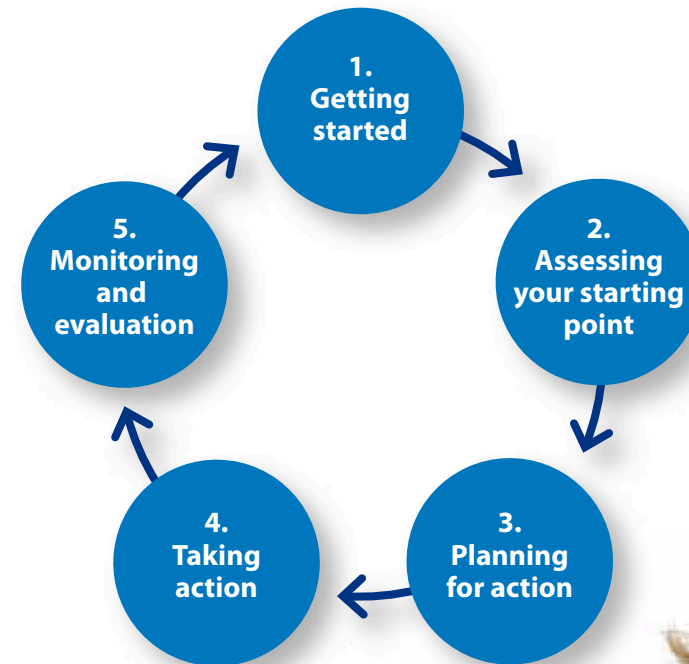 1.
Getting
started
2.
Assessing
your starting
point
3.
Planning
for action
4.
Taking
action
5.
Monitoring
and
evaluation